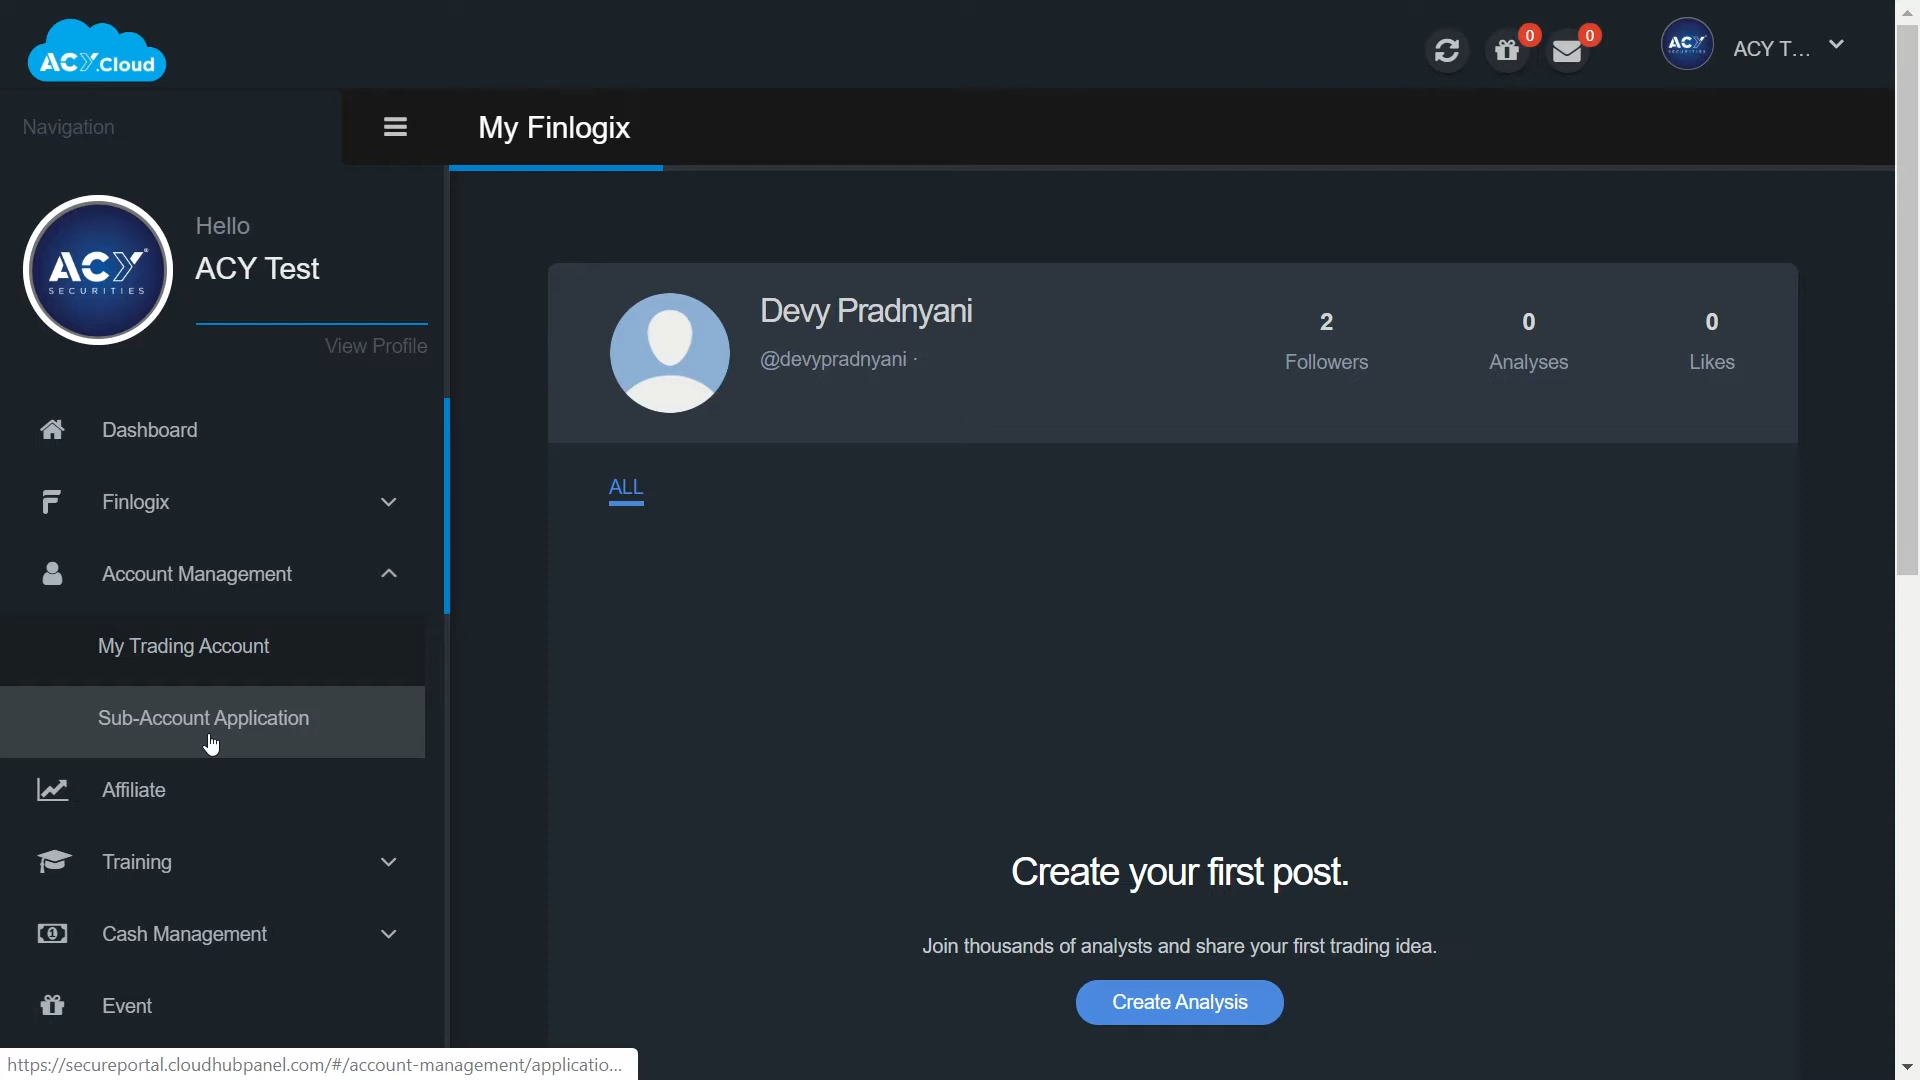 ACY.Cloud
0
0
ACY T...
Navigation
My Finlogix
ACY
SECURITIES
Hello
ACY Test
View Profile
Devy Pradnyani
@devypradnyani ·
2
Followers
0
Analyses
0
Likes
ALL
Dashboard
Finlogix
Account Management
My Trading Account
Sub-Account Application
Affiliate
Training
Cash Management
Event
Create your first post.
Join thousands of analysts and share your first trading idea.
Create Analysis
https://secureportal.cloudhubpanel.com/#/account-management/applicatio...